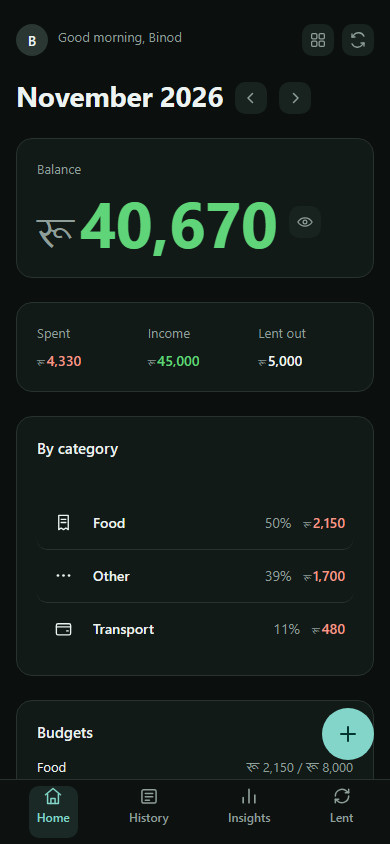 B
Good morning, Binod
November 2026
Balance
रू 40,670
Spent
Income
Lent out
रू 4,330
रू 45,000
रू 5,000
By category
Food 50% रू 2,150
Other 39% रू 1,700
Transport 11% रू 480
Budgets
Food रू 2,150 / रू 8,000
Home
History
Insights
Lent